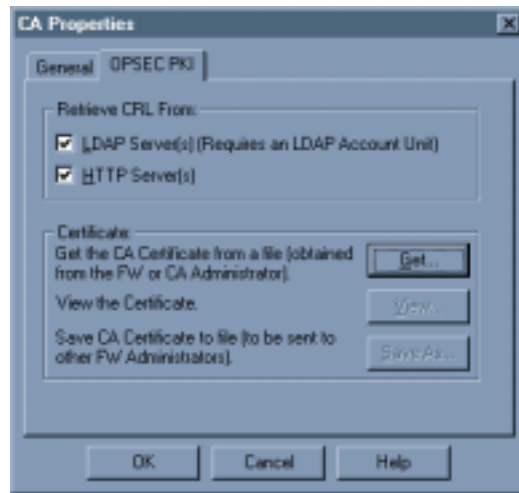 CA Properties
General OPSEC PKI
Retrieve CRL From:
LDAP Server(s) (Requires an LDAP Account Unit)
HTTP Server(s)
Certificate:
Get the CA Certificate from a file (obtained
from the FW or CA Administrator).
Get...
View the Certificate.
View...
Save CA Certificate to file (to be sent to
other FW Administrators).
Save As...
OK Cancel Help